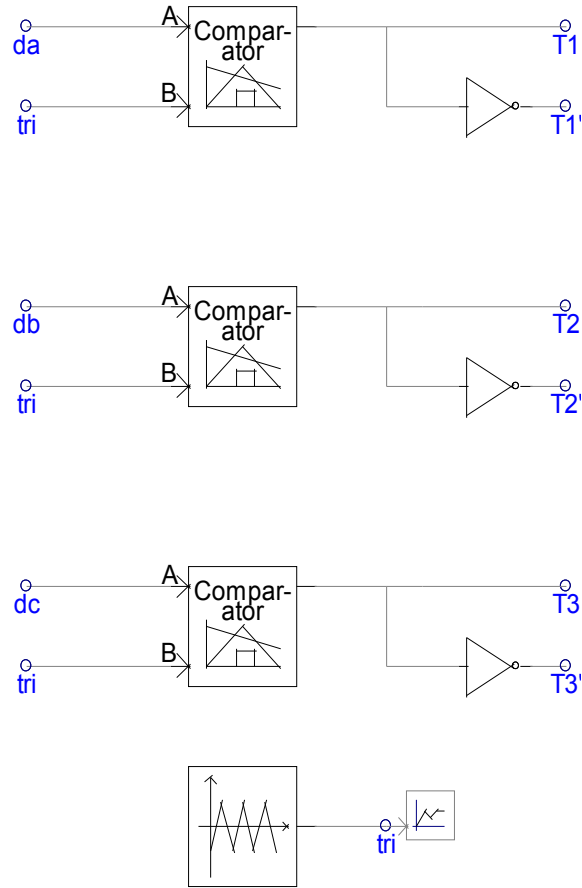 A
Compar-
ator
da
T1
B
tri
T1'
A
Compar-
ator
db
T2
B
tri
T2'
A
Compar-
ator
dc
T3
B
tri
T3'
tri